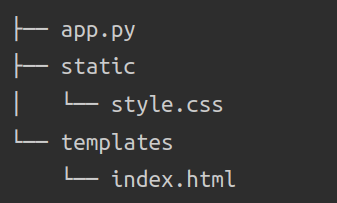 ├── app.py
├── static
│   └── style.css
└── templates
    └── index.html